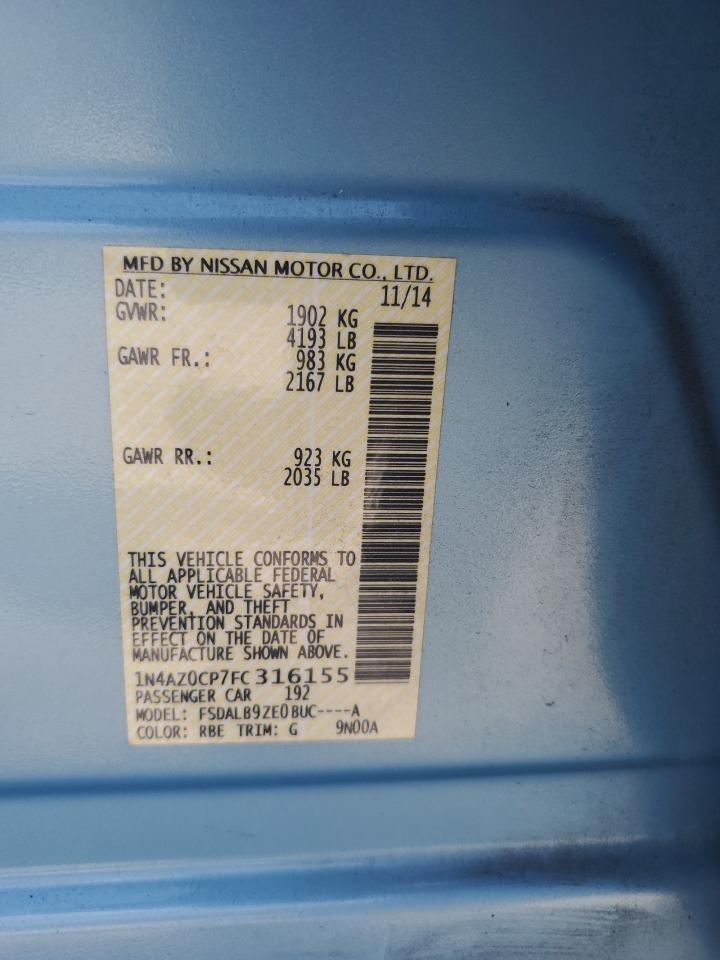 MFD BY NISSAN MOTOR CO., LTD.
DATE: 11/14
GVWR: 1902 KG
4193 LB
GAWR FR.: 983 KG
2167 LB
GAWR RR.: 923 KG
2035 LB
THIS VEHICLE CONFORMS TO
ALL APPLICABLE FEDERAL
MOTOR VEHICLE SAFETY,
BUMPER, AND THEFT
PREVENTION STANDARDS IN
EFFECT ON THE DATE OF
MANUFACTURE SHOWN ABOVE.
1N4AZ0CP7FC316155
PASSENGER CAR 192
MODEL: FSDALB9ZE0BUC----A
COLOR: RBE TRIM: G 9N00A